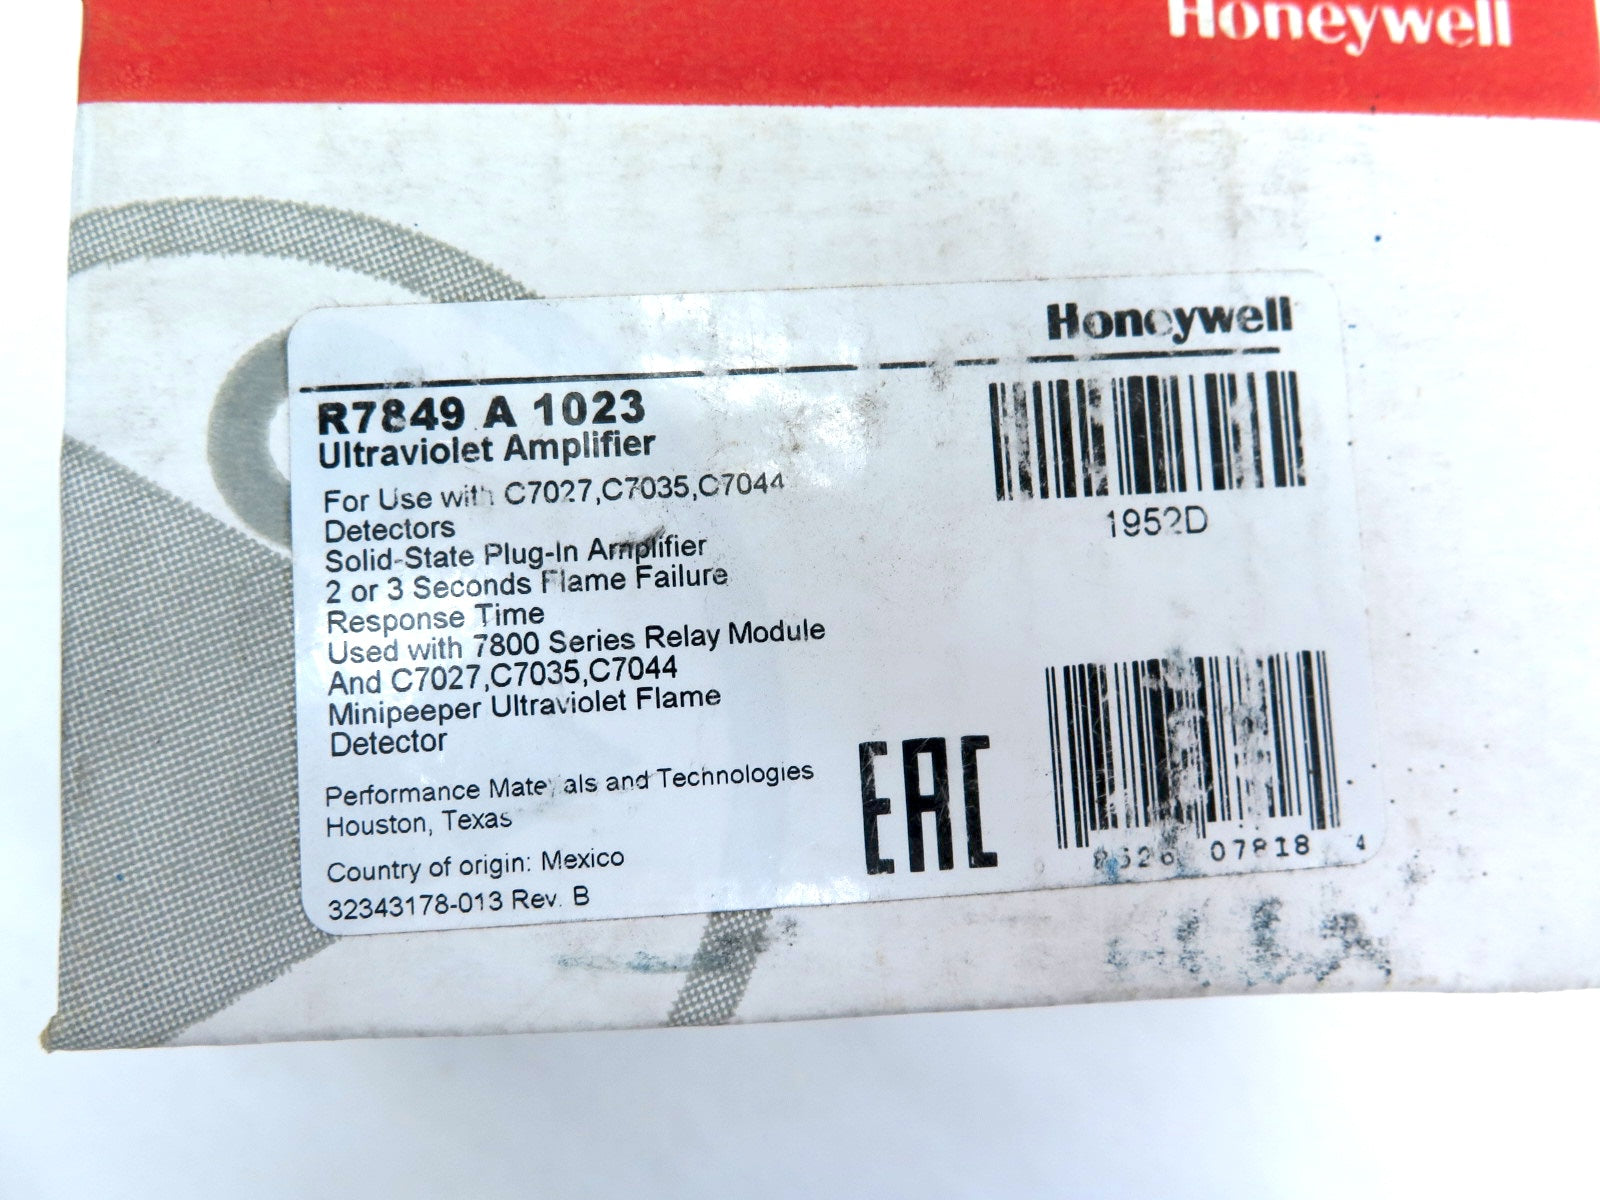 Honeywell
Honeywell
R7849 A 1023
Ultraviolet Amplifier
For Use with C7027,C7035,C7044
Detectors
Solid-State Plug-In Amplifier
2 or 3 Seconds Flame Failure
Response Time
Used with 7800 Series Relay Module
And C7027,C7035,C7044
Minipeeper Ultraviolet Flame
Detector
1952D
Performance Materials and Technologies
Houston, Texas
Country of origin: Mexico
32343178-013 Rev. B
EAC
07818 4